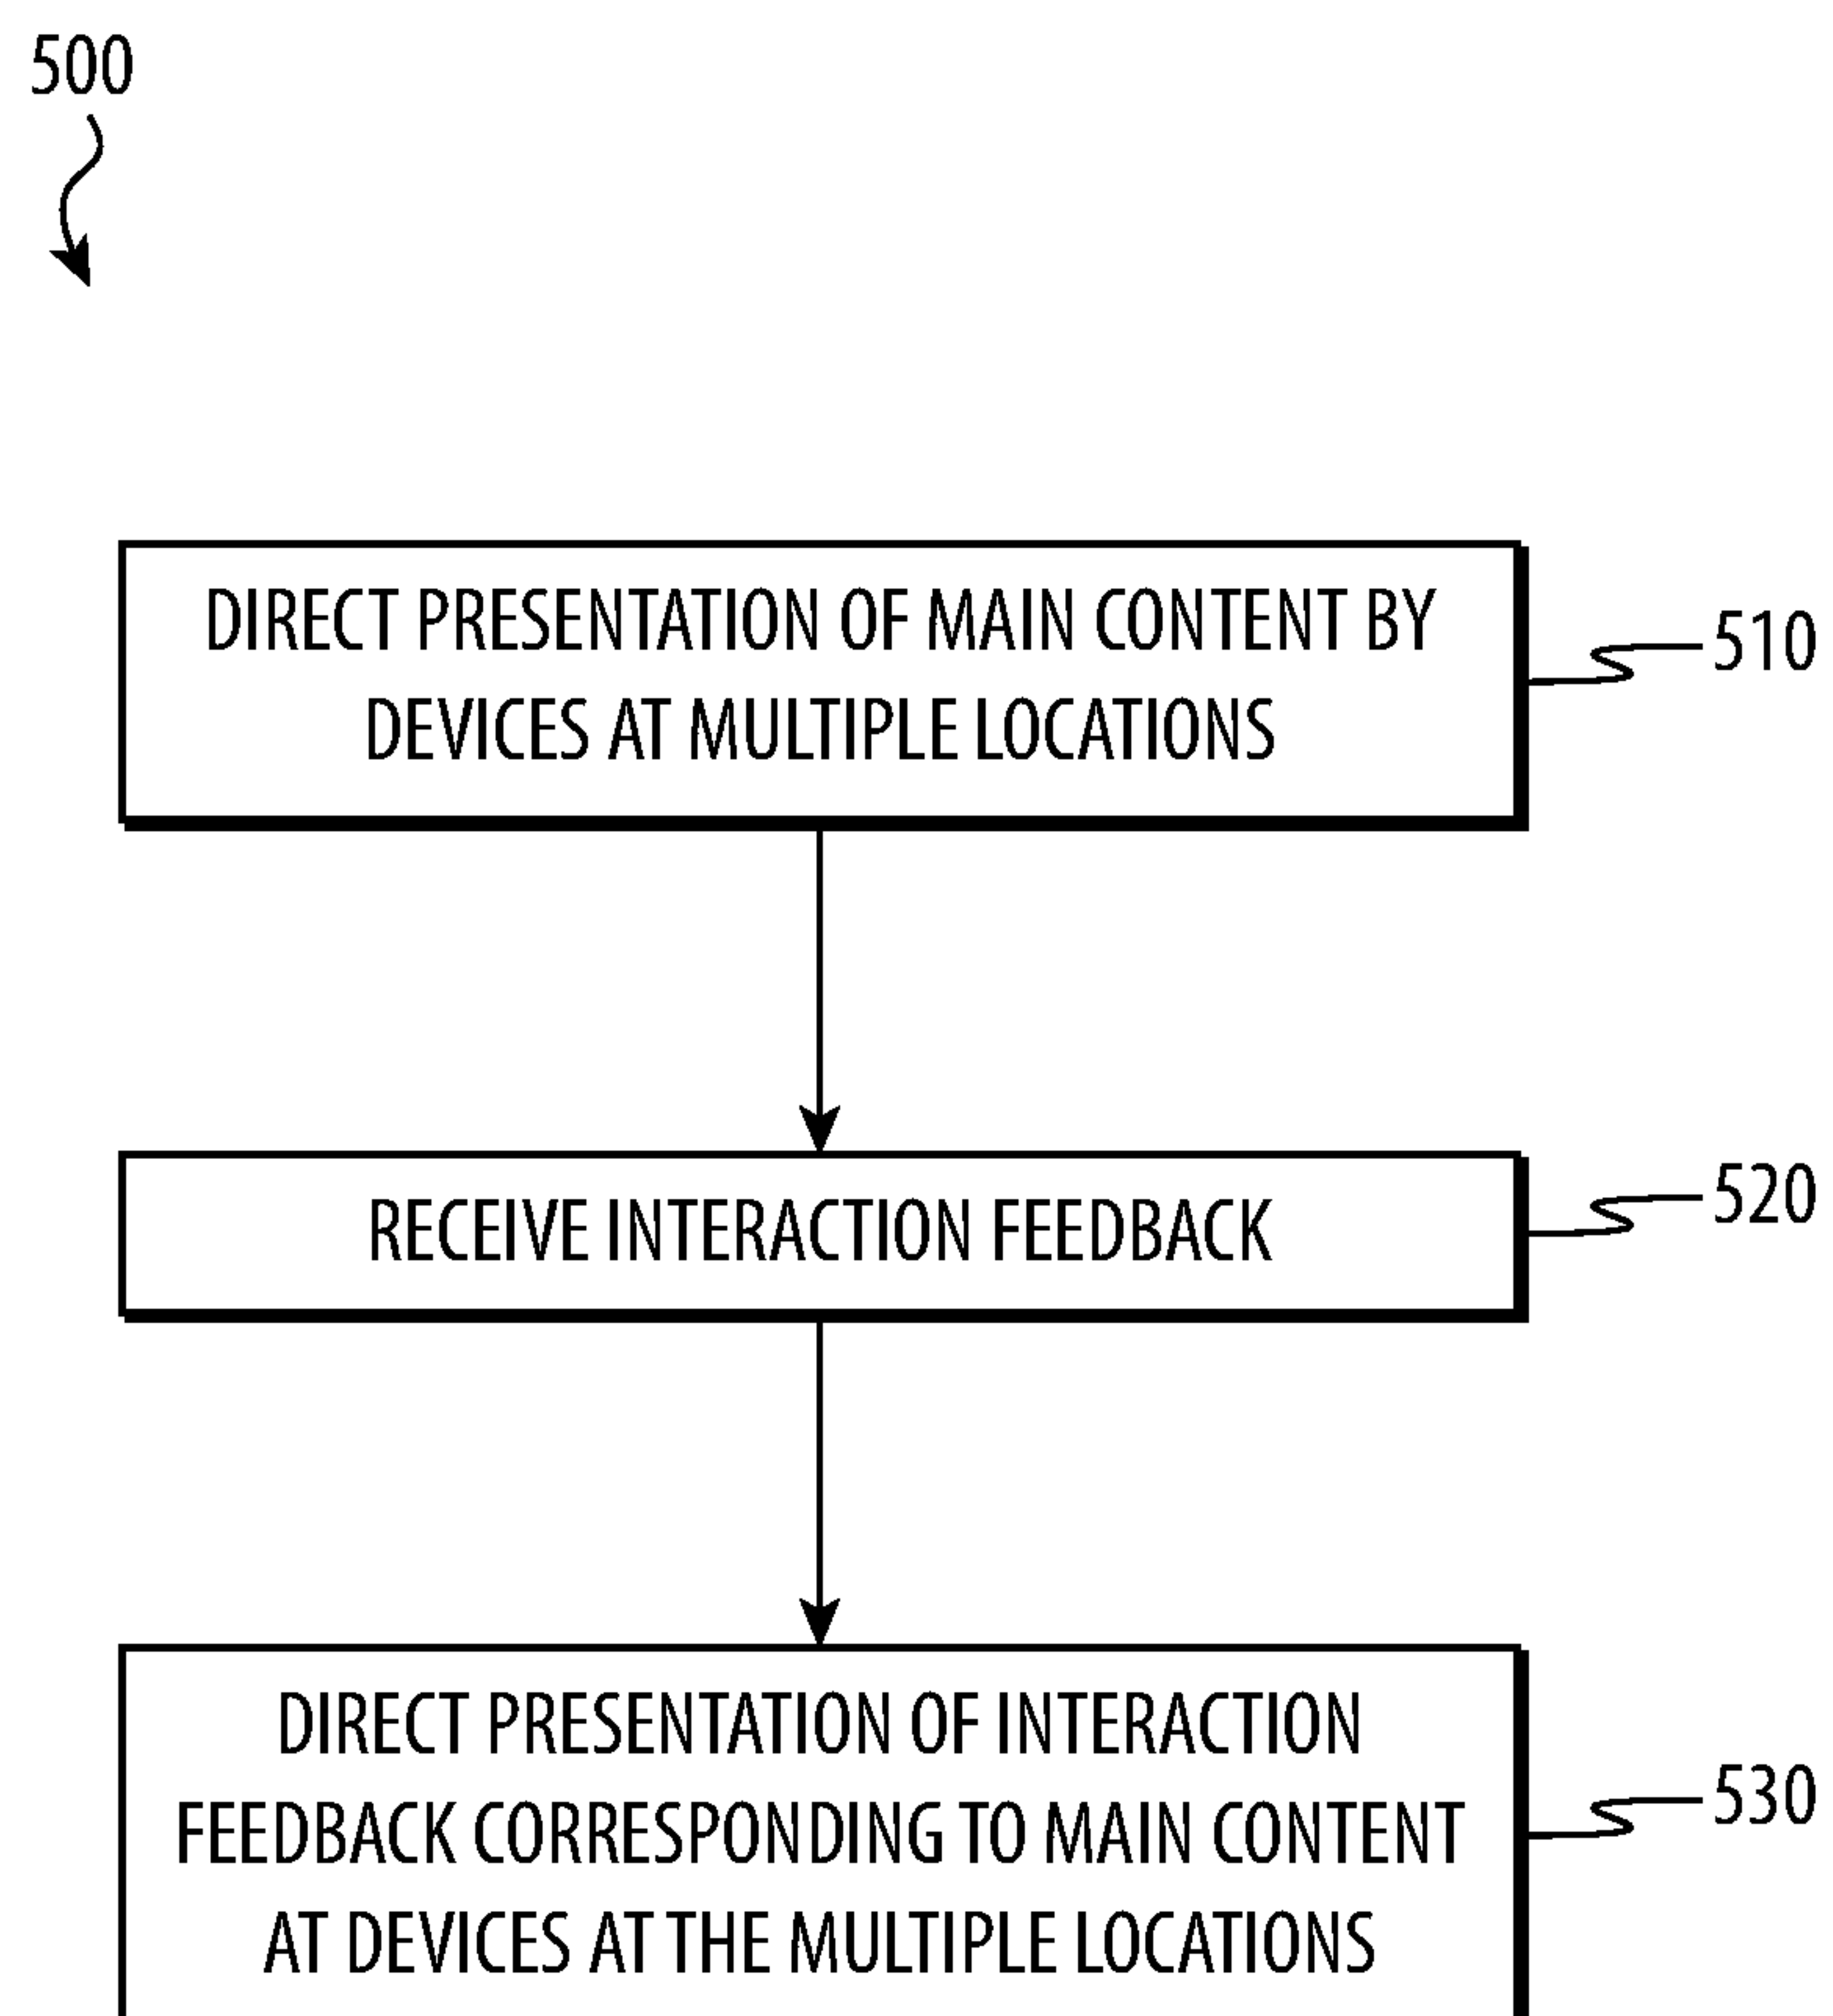 500
DIRECT PRESENTATION OF MAIN CONTENT BY
DEVICES AT MULTIPLE LOCATIONS
510
RECEIVE INTERACTION FEEDBACK
520
DIRECT PRESENTATION OF INTERACTION
FEEDBACK CORRESPONDING TO MAIN CONTENT
AT DEVICES AT THE MULTIPLE LOCATIONS
530